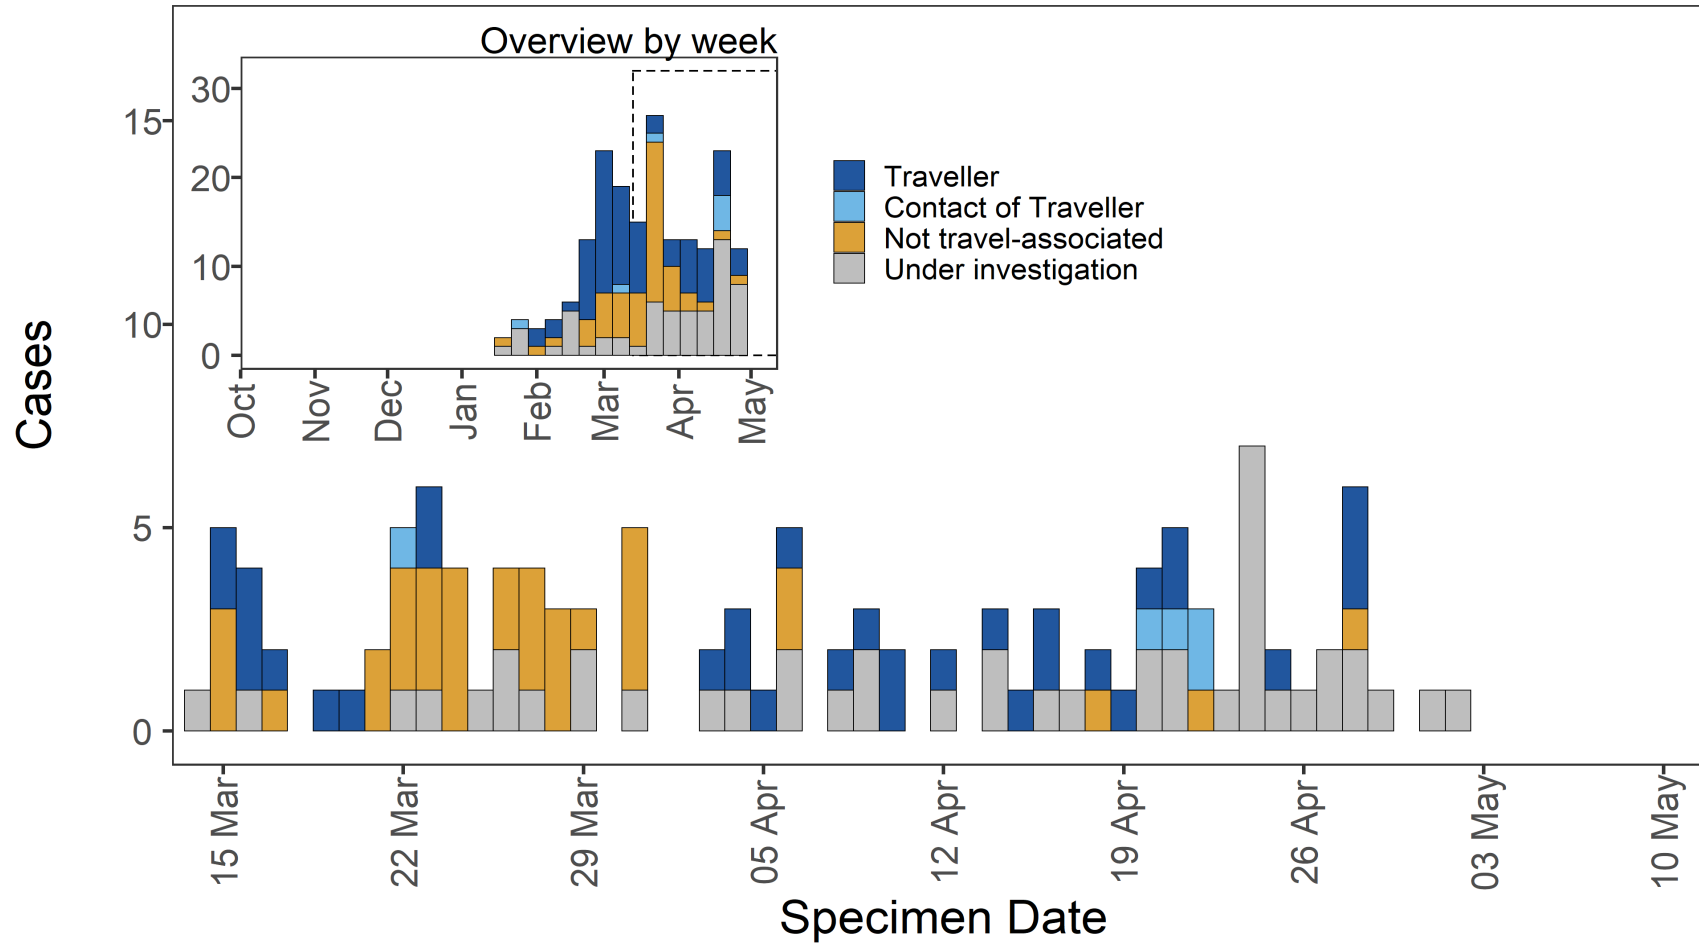 Overview by week
30
20
10
0
Oct
Nov
Dec
Jan
Feb
Mar
Apr
May
Traveller
Contact of Traveller
Not travel-associated
Under investigation
Cases
15
10
5
0
15 Mar
22 Mar
29 Mar
05 Apr
12 Apr
19 Apr
26 Apr
03 May
10 May
Specimen Date